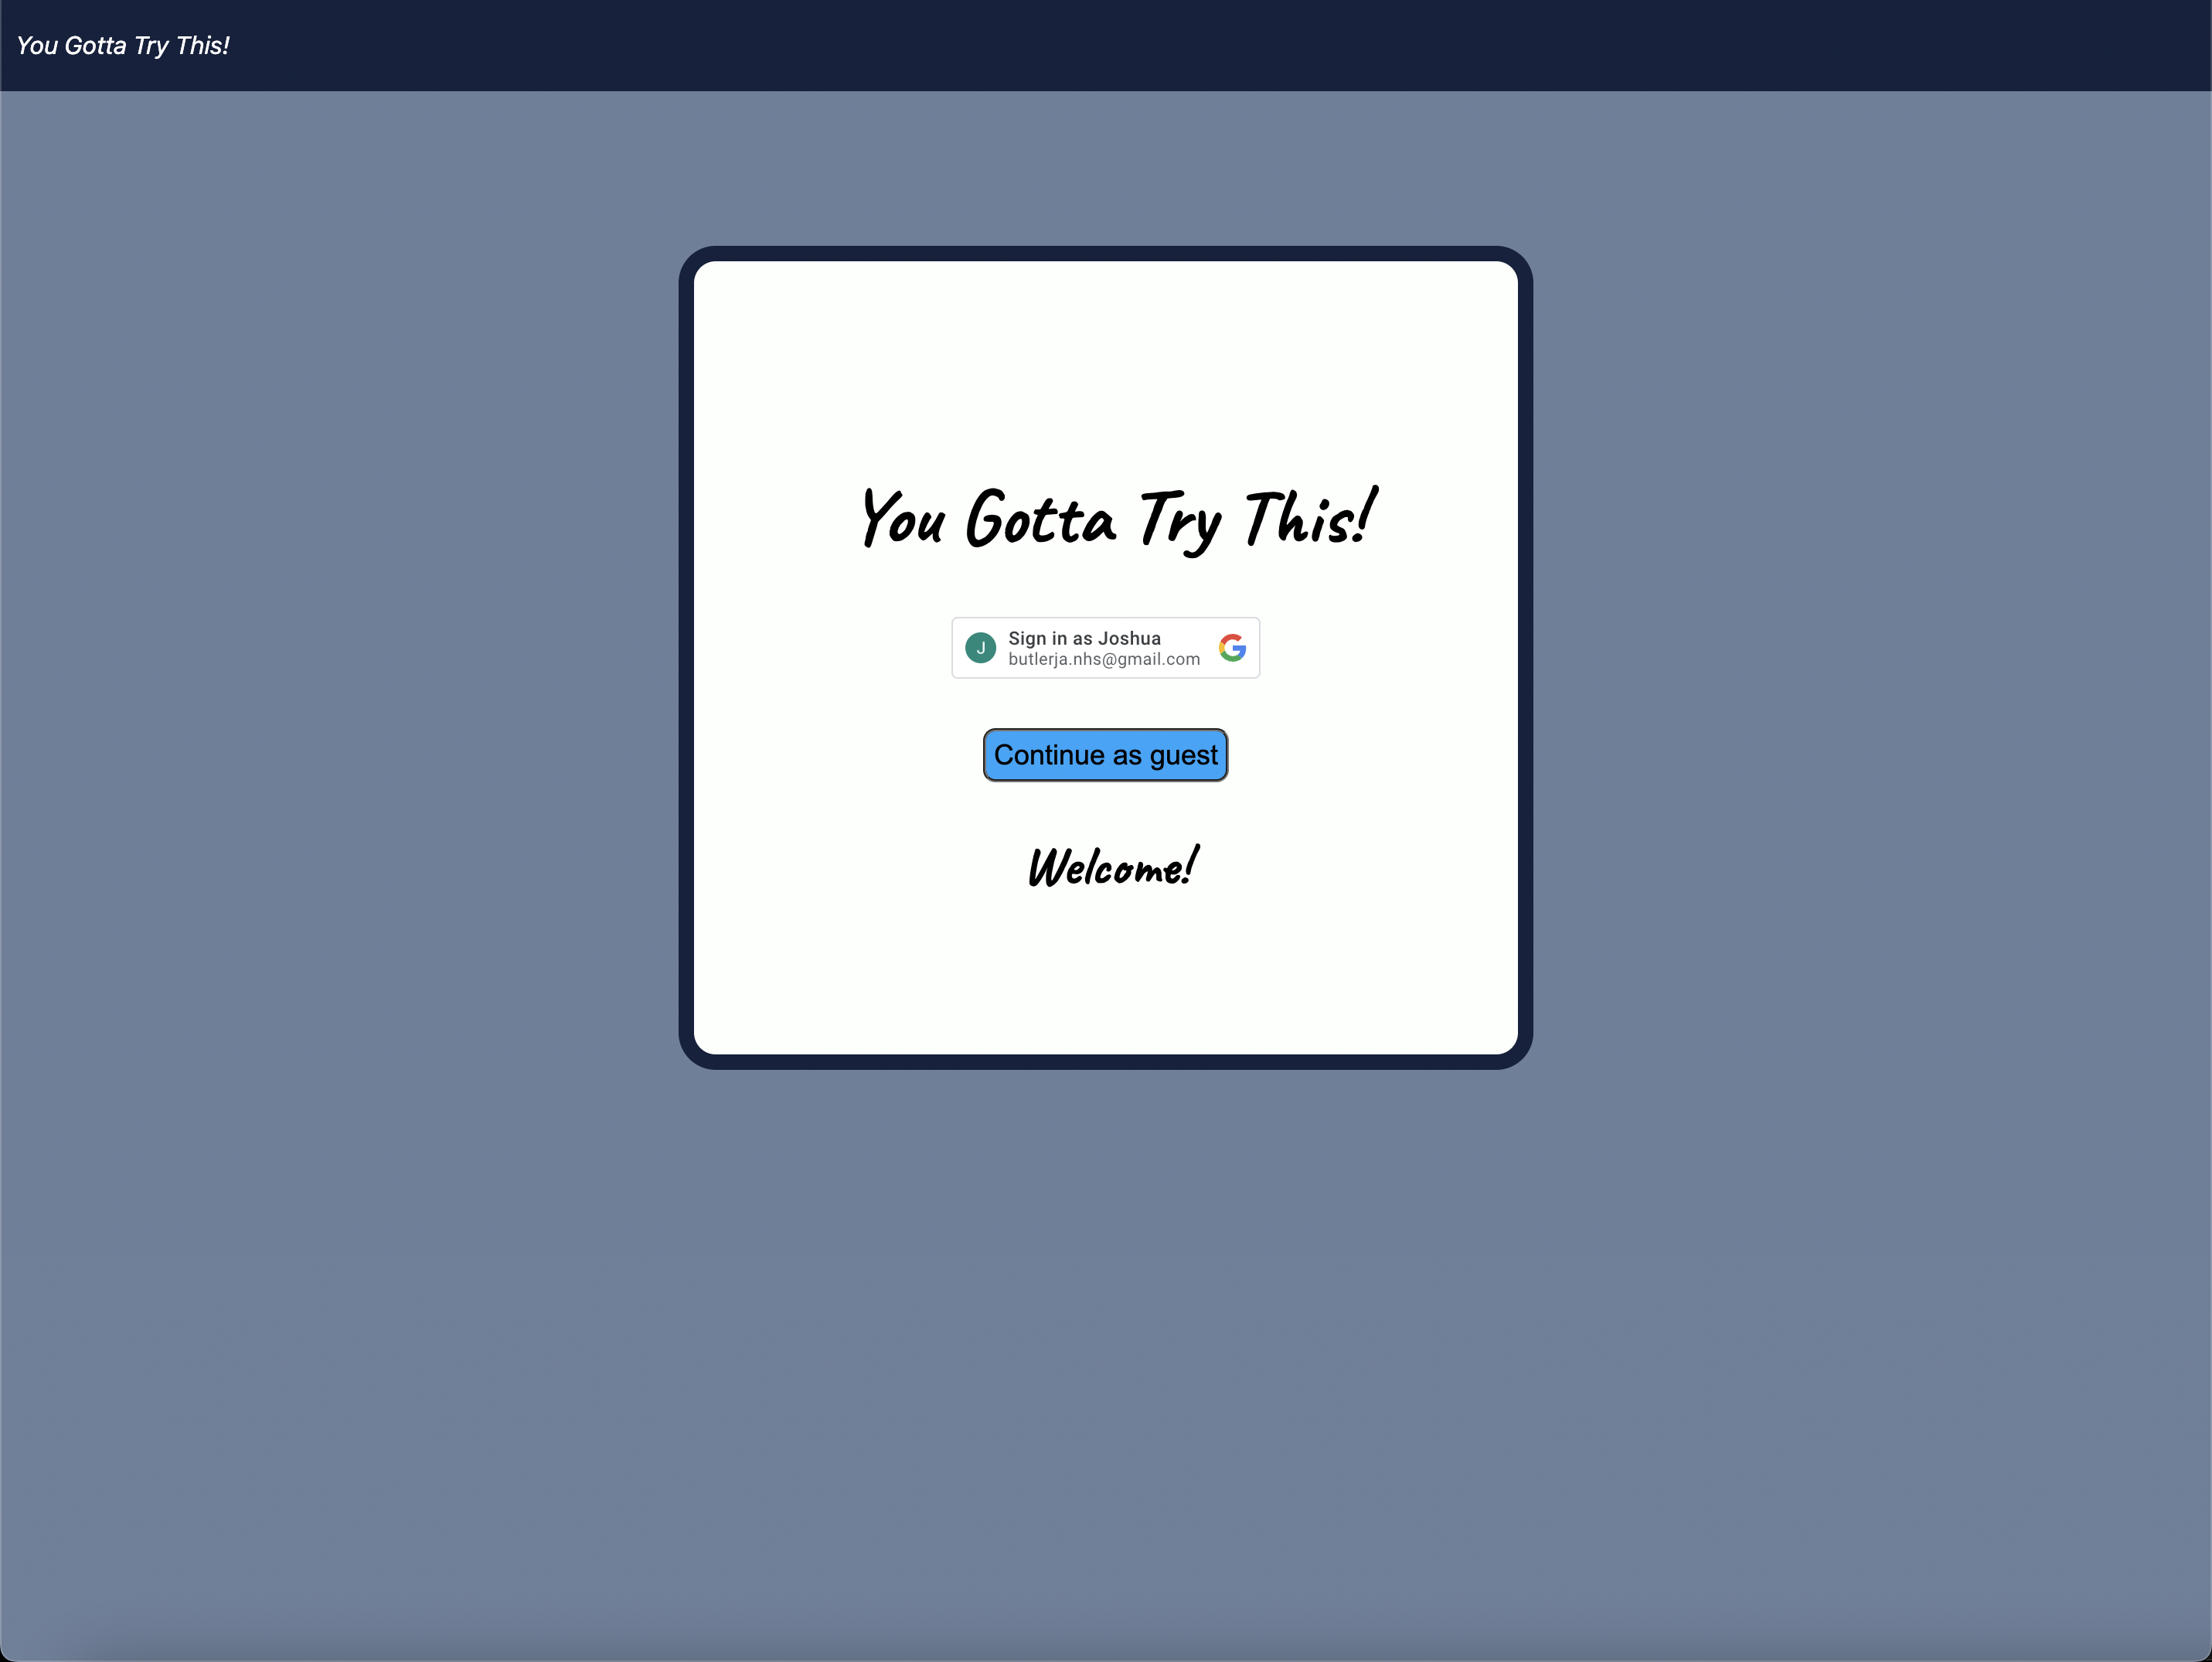 You Gotta Try This!
You Gotta Try This!
J
Sign in as Joshua
butlerja.nhs@gmail.com
Continue as guest
Welcome!